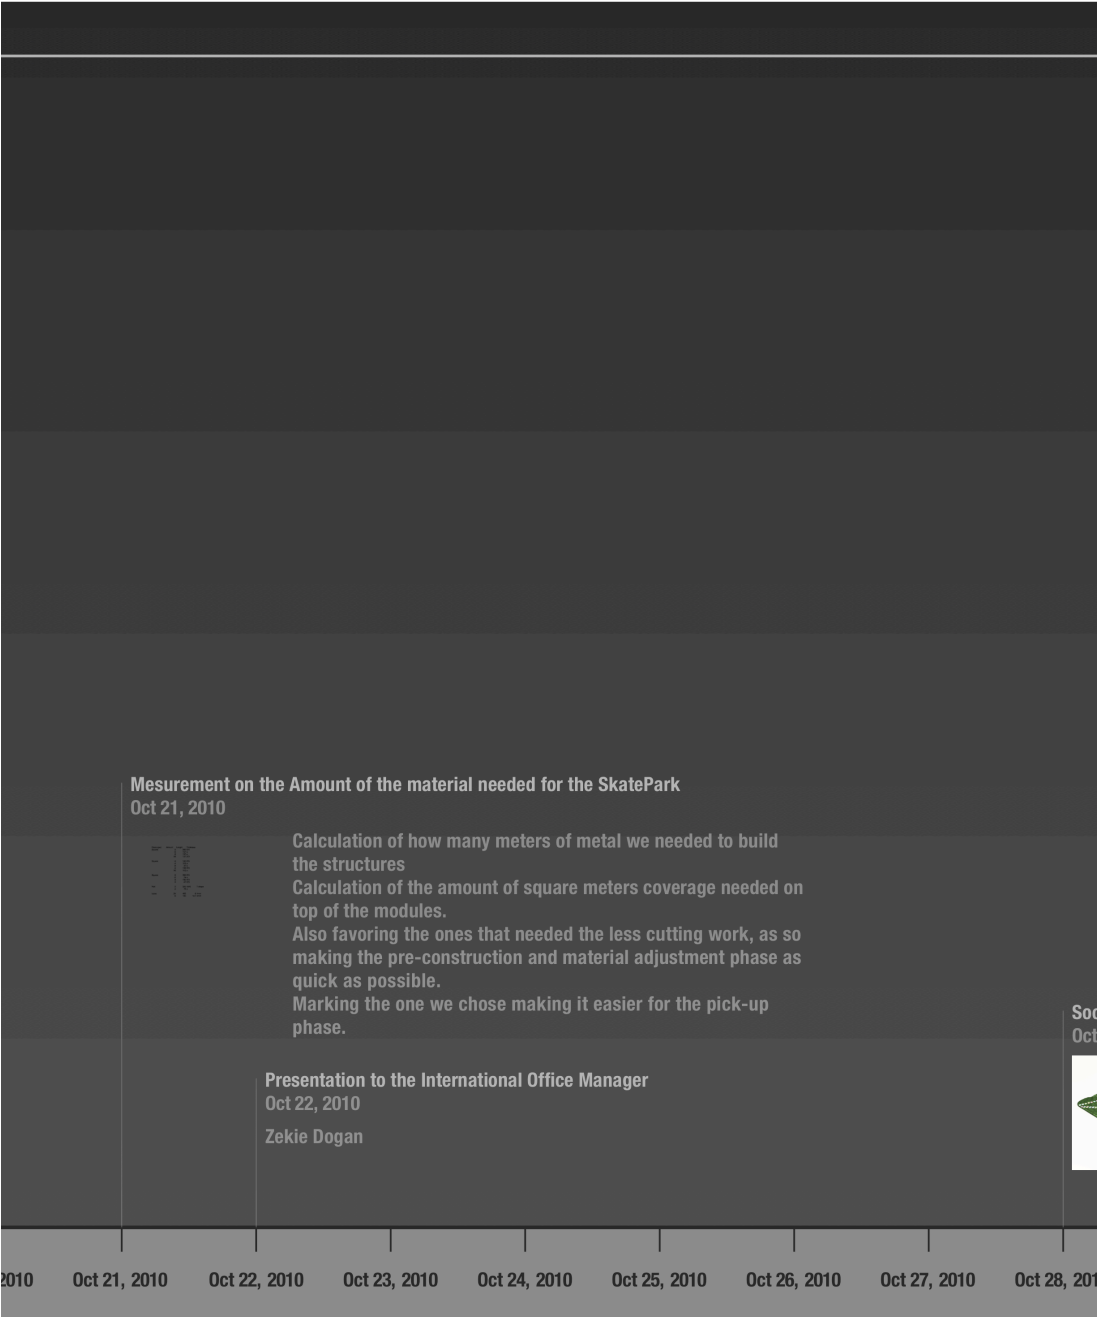 Mesurement on the Amount of the material needed for the SkatePark
Oct 21, 2010
Calculation of how many meters of metal we needed to build
the structures
Calculation of the amount of square meters coverage needed on
top of the modules.
Also favoring the ones that needed the less cutting work, as so
making the pre-construction and material adjustment phase as
quick as possible.
Marking the one we chose making it easier for the pick-up
phase.
Oct
Presentation to the International Office Manager
Oct 22, 2010
Zekie Dogan
2010 Oct 21, 2010 Oct 22, 2010 Oct 23, 2010 Oct 24, 2010 Oct 25, 2010 Oct 26, 2010 Oct 27, 2010 Oct 28, 201